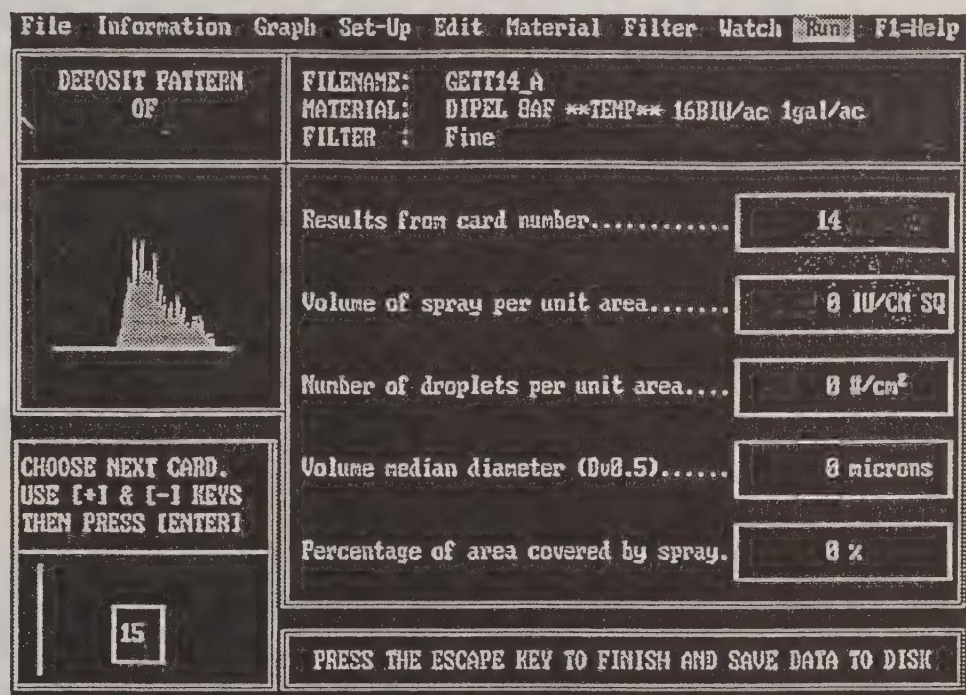 File Information Graph Set-Up Edit Material Filter Watch Run F1=Help
DEPOSIT PATTERN
OF
FILENAME: GETT14_A
MATERIAL: DIPEL 8AF **TEMP** 16BIU/ac 1gal/ac
FILTER : Fine
Results from card number............ 14
Volume of spray per unit area....... 0 IU/CM SQ
Number of droplets per unit area.... 0 #/cm²
Volume median diameter (Dv0.5)...... 0 microns
Percentage of area covered by spray. 0 %
CHOOSE NEXT CARD.
USE [+] & [-] KEYS
THEN PRESS [ENTER]
15
PRESS THE ESCAPE KEY TO FINISH AND SAVE DATA TO DISK